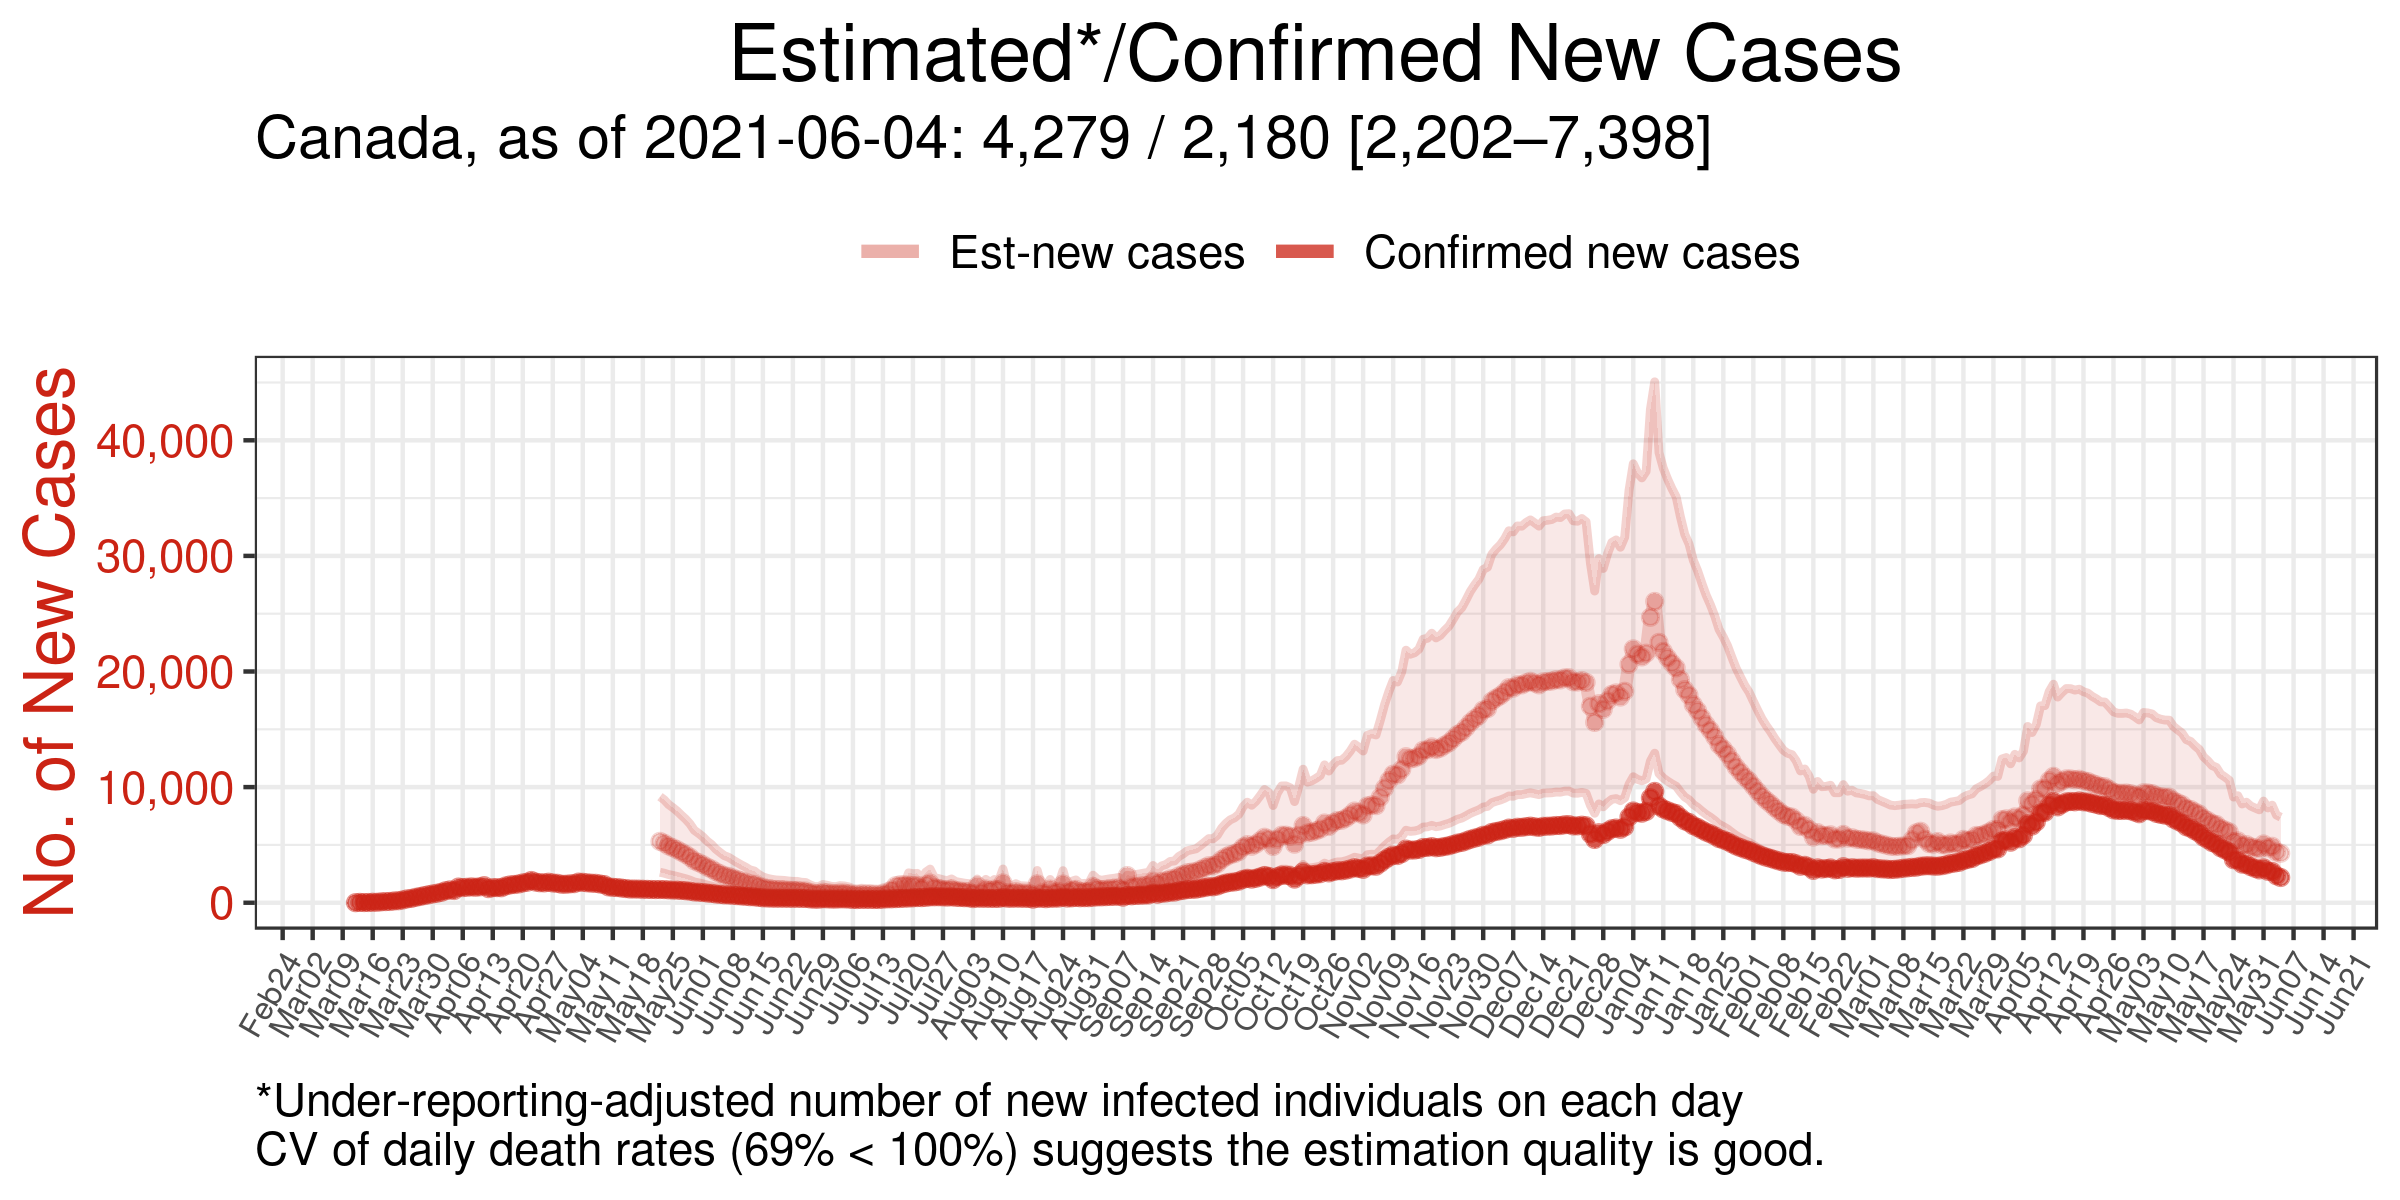 Estimated*/Confirmed New Cases
Canada, as of 2021-06-04: 4,279 / 2,180 [2,202–7,398]
Est-new cases Confirmed new cases
No. of New Cases
40,000
30,000
20,000
10,000
0
Feb24 Mar02 Mar09 Mar16 Mar23 Mar30 Apr06 Apr13 Apr20 Apr27 May04 May11 May18 May25 Jun01 Jun08 Jun15 Jun22 Jun29 Jul06 Jul13 Jul20 Jul27 Aug03 Aug10 Aug17 Aug24 Aug31 Sep07 Sep14 Sep21 Sep28 Oct05 Oct12 Oct19 Oct26 Nov02 Nov09 Nov16 Nov23 Nov30 Dec07 Dec14 Dec21 Dec28 Jan04 Jan11 Jan18 Jan25 Feb01 Feb08 Feb15 Feb22 Mar01 Mar08 Mar15 Mar22 Mar29 Apr05 Apr12 Apr19 Apr26 May03 May10 May17 May24 May31 Jun07 Jun14 Jun21
*Under-reporting-adjusted number of new infected individuals on each day
CV of daily death rates (69% < 100%) suggests the estimation quality is good.